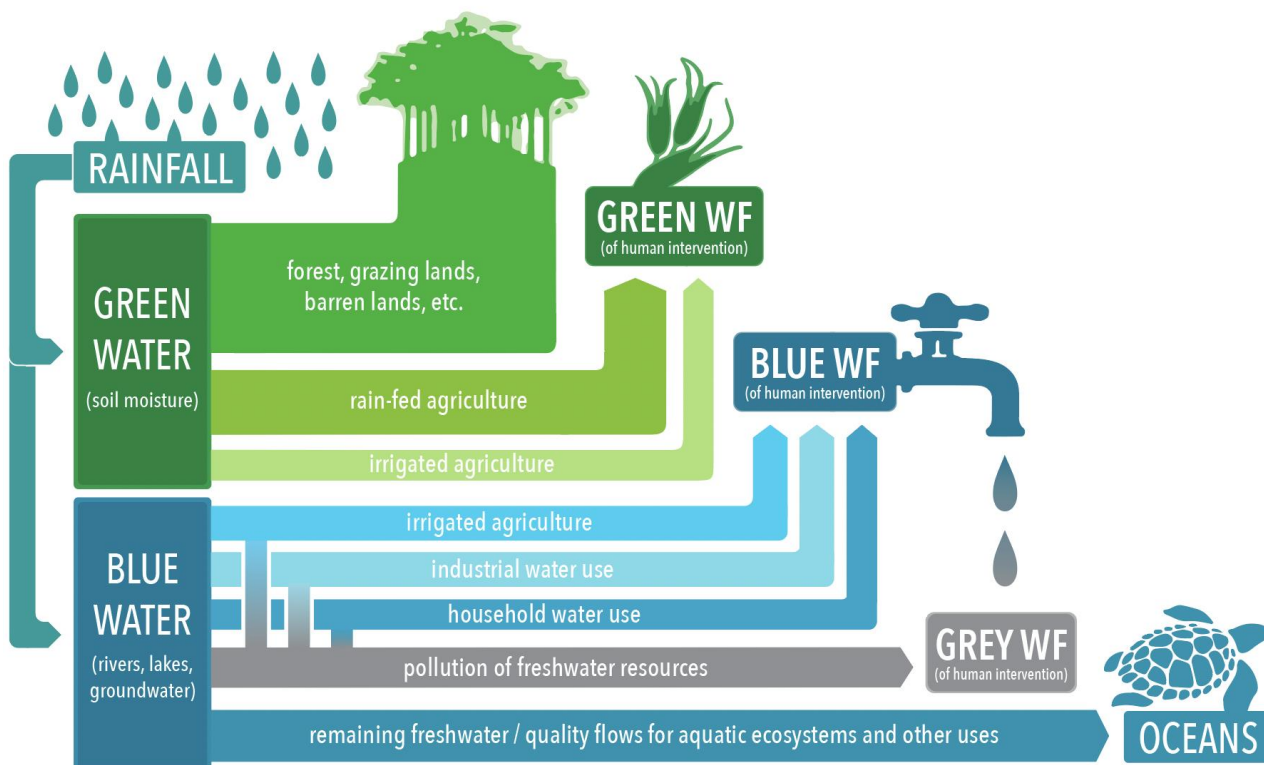 RAINFALL
GREEN
WATER
(soil moisture)
forest, grazing lands,
barren lands, etc.
rain-fed agriculture
irrigated agriculture
GREEN WF
(of human intervention)
BLUE WF
(of human intervention)
BLUE
WATER
(rivers, lakes,
groundwater)
irrigated agriculture
industrial water use
household water use
pollution of freshwater resources
remaining freshwater / quality flows for aquatic ecosystems and other uses
GREY WF
(of human intervention)
OCEANS